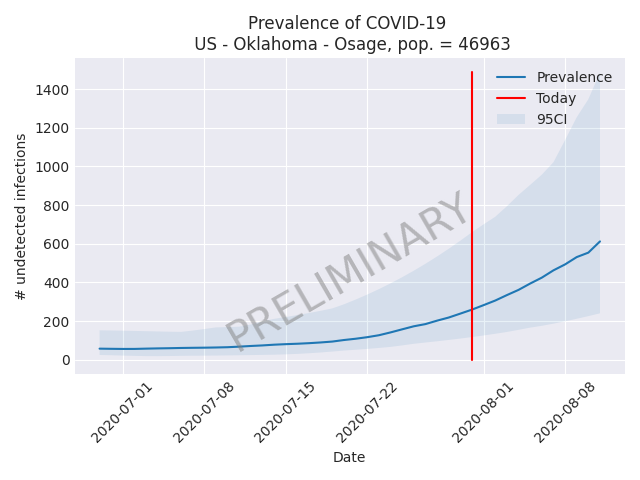 Prevalence of COVID-19
US - Oklahoma - Osage, pop. = 46963
# undetected infections
1400
1200
1000
800
600
400
200
0
Prevalence
Today
95CI
PRELIMINARY
2020-07-01
2020-07-08
2020-07-15
2020-07-22
2020-08-01
2020-08-08
Date